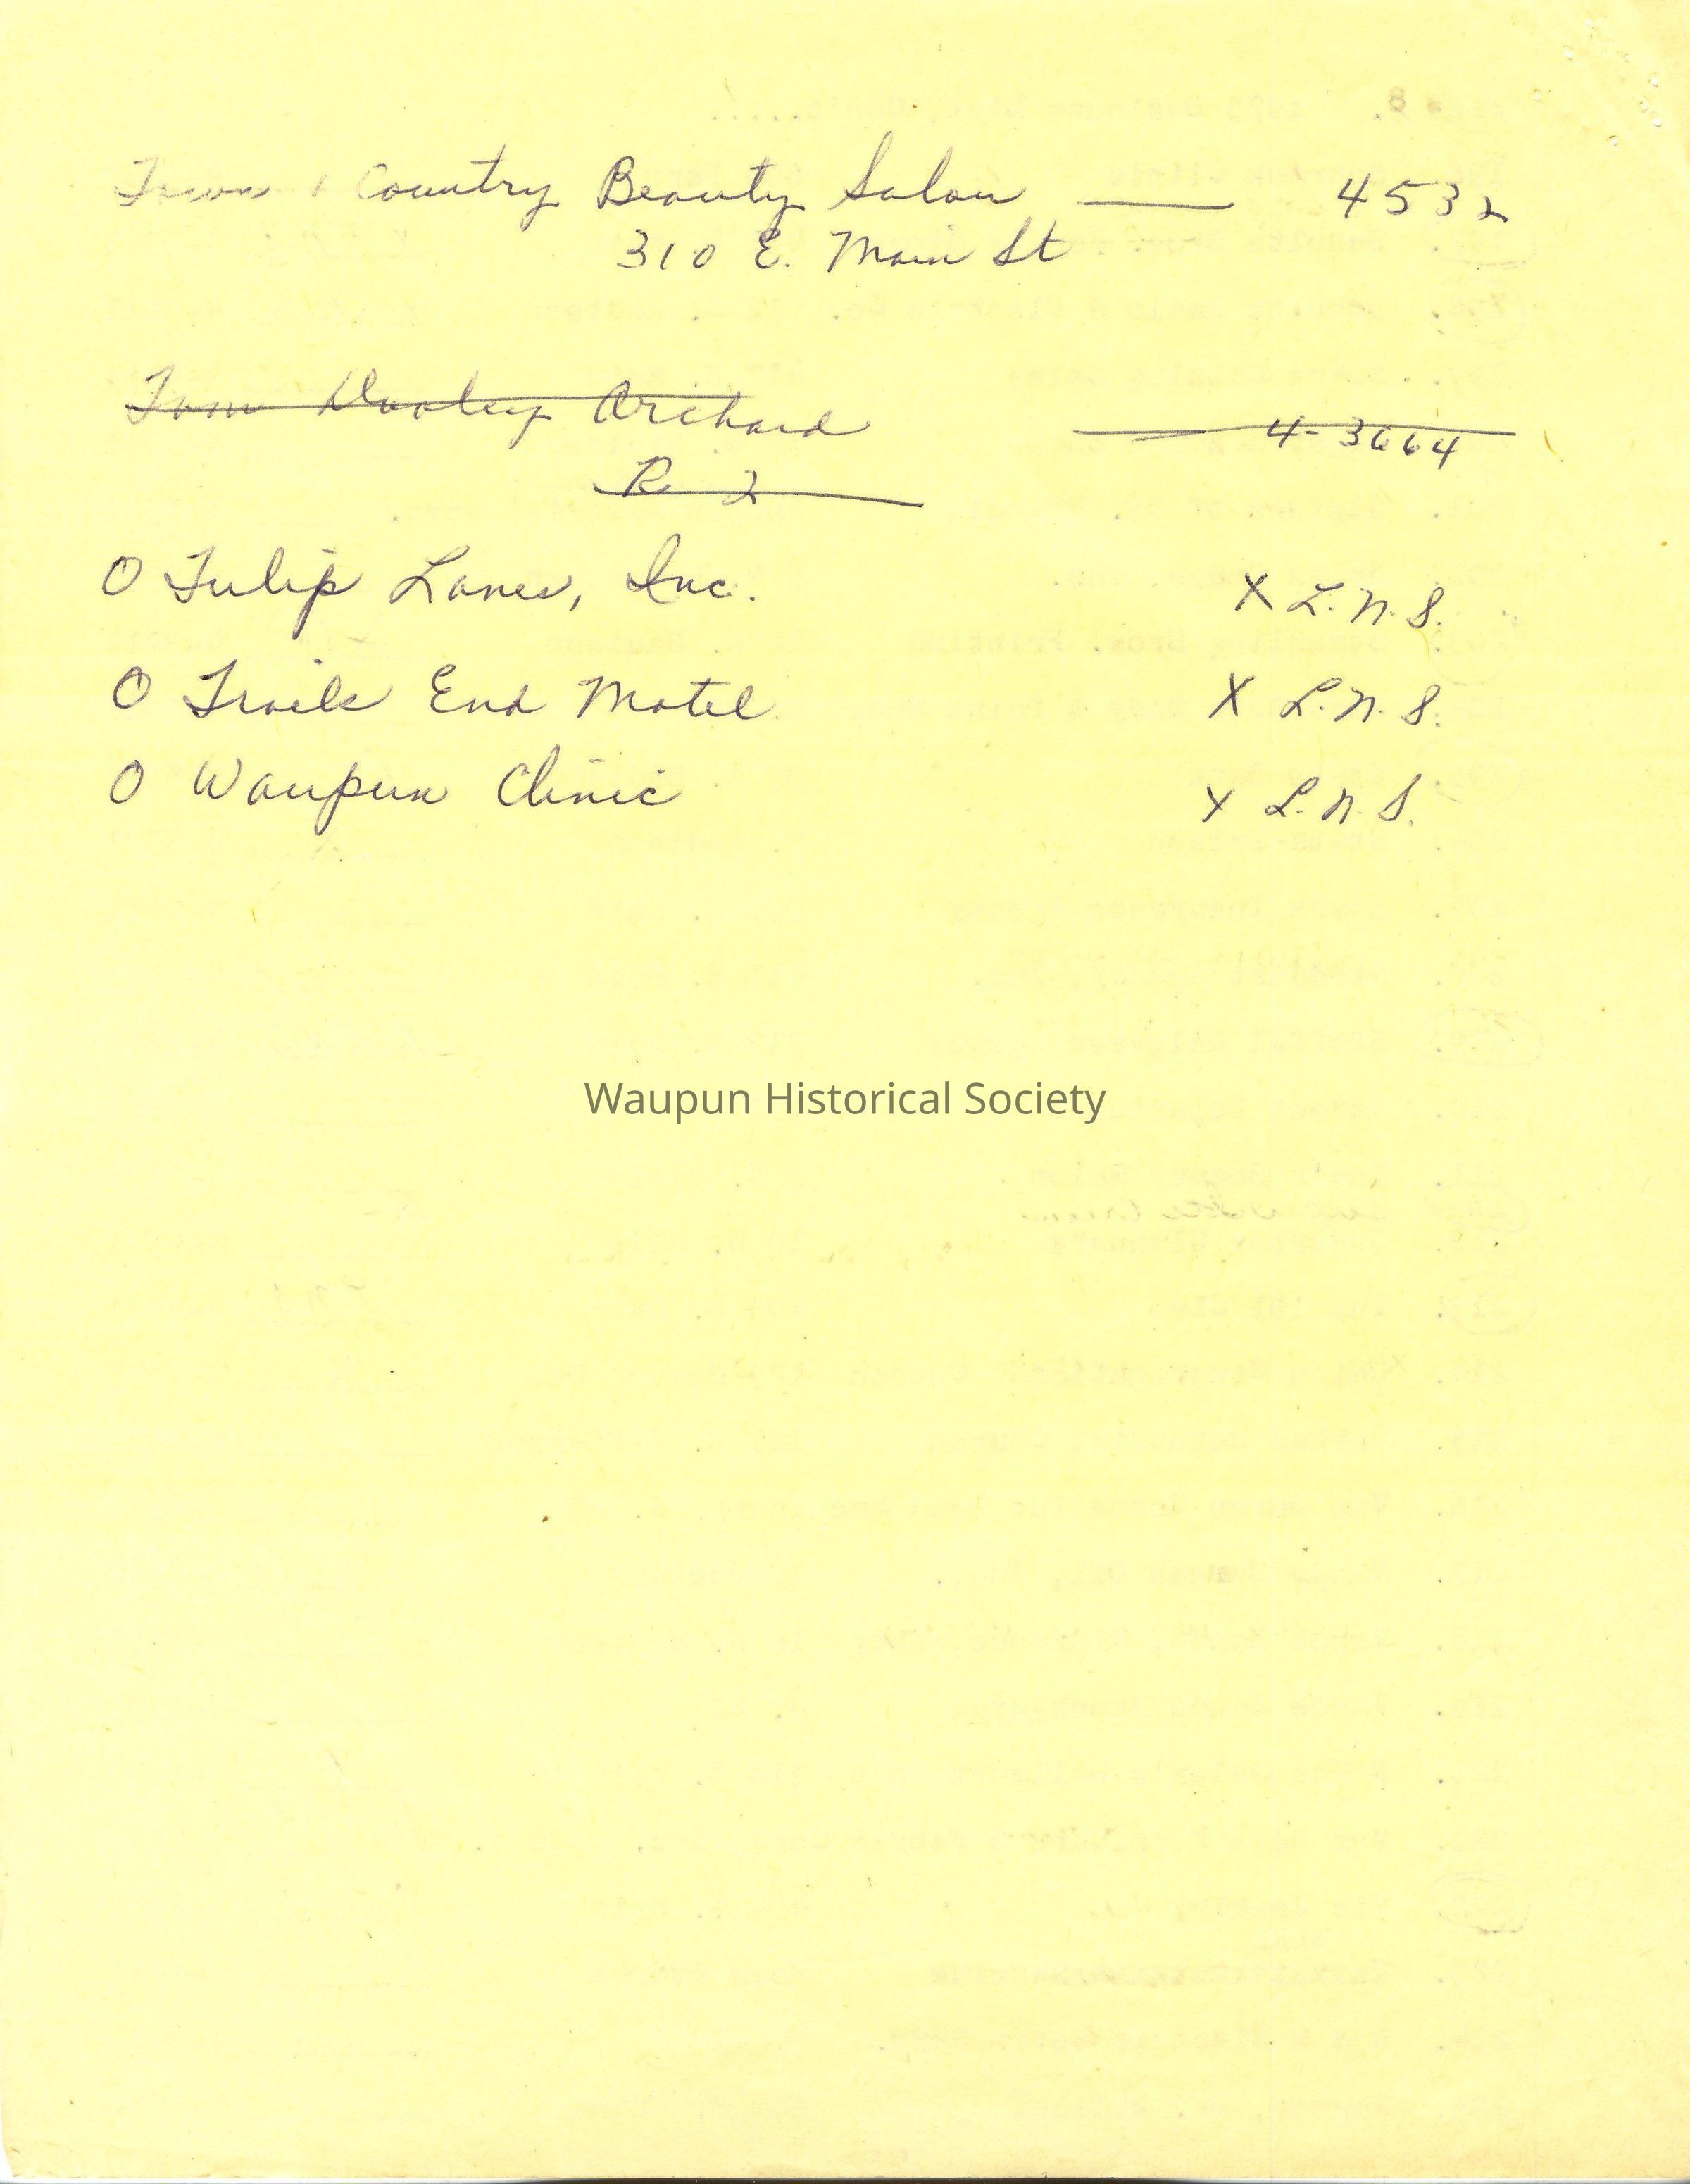 Town & Country Beauty Salon — 4532
310 E. Main St
Tom Dooley Orchard — 4-3664
R 2
O Tulip Lanes, Inc. X L.N.S.
O Trails End Motel X L.N.S.
O Waupun Clinic X L.N.S.
Waupun Historical Society